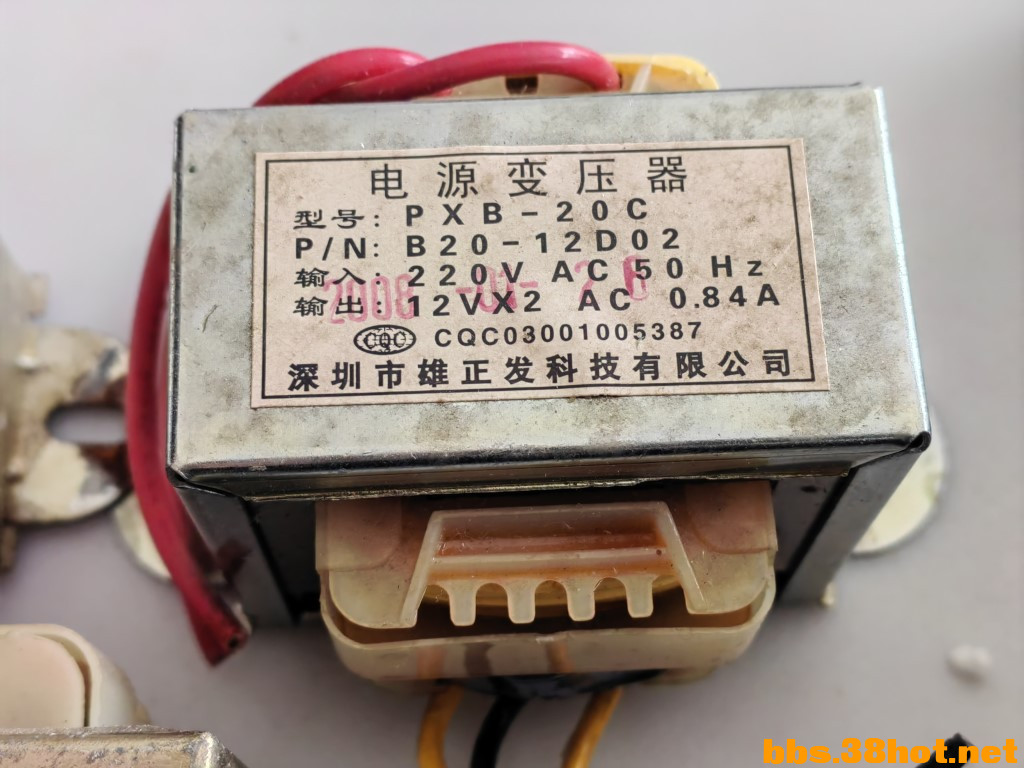 电源变压器
型号: PXB-20C
P/N: B20-12D02
输入: 220V AC 50 Hz
输出: 12VX2 AC 0.84A
CQC CQC03001005387
深圳市雄正发科技有限公司
bbs.38hot.net